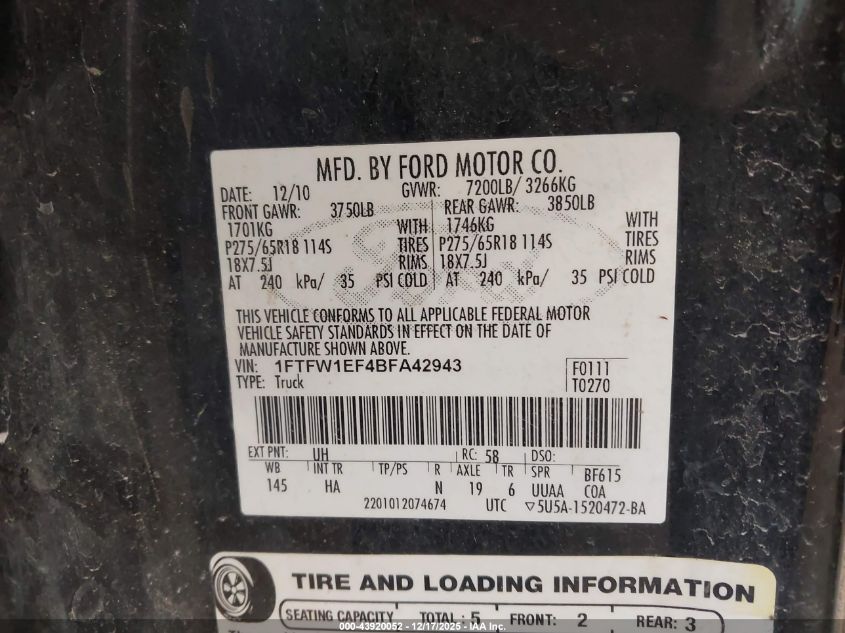 MFD. BY FORD MOTOR CO.
DATE: 12/10 GVWR: 7200LB/ 3266KG
FRONT GAWR: 3750LB REAR GAWR: 3850LB
1701KG WITH 1746KG WITH
P275/65R18 114S TIRES P275/65R18 114S TIRES
18X7.5J RIMS 18X7.5J RIMS
AT 240 kPa/ 35 PSI COLD AT 240 kPa/ 35 PSI COLD
THIS VEHICLE CONFORMS TO ALL APPLICABLE FEDERAL MOTOR
VEHICLE SAFETY STANDARDS IN EFFECT ON THE DATE OF
MANUFACTURE SHOWN ABOVE.
VIN: 1FTFW1EF4BFA42943 F0111
TYPE: Truck T0270
EXT PNT: UH RC: 58 DSO:
WB INT TR TP/PS R AXLE TR SPR BF615
145 HA N 19 6 UUAA COA
2201012074674 UTC ▽5U5A-1520472-BA
TIRE AND LOADING INFORMATION
SEATING CAPACITY TOTAL: 5 FRONT: 2 REAR: 3
000-43920052 - 12/17/2025 - IAA Inc.